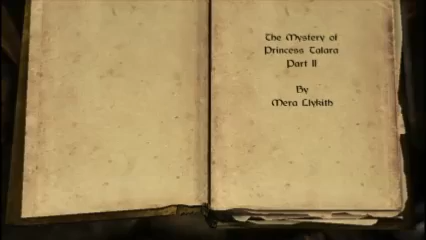 The Mystery of
Princess Talara
Part II
By
Mera Llykith